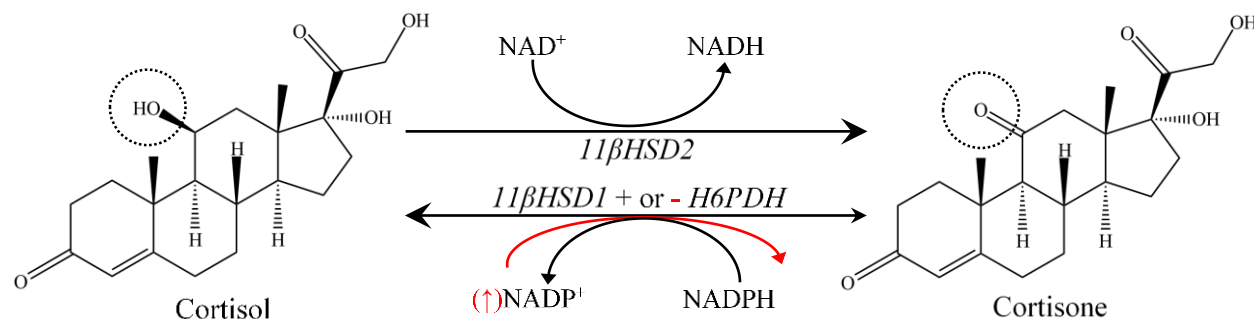 OH
NAD⁺ NADH
O
O
OH
HO
O
OH
OH
11βHSD2
H
H
11βHSD1 + or - H6PDH
H
H
H
H
O
O
(↑)NADP⁺ NADPH
Cortisol
Cortisone